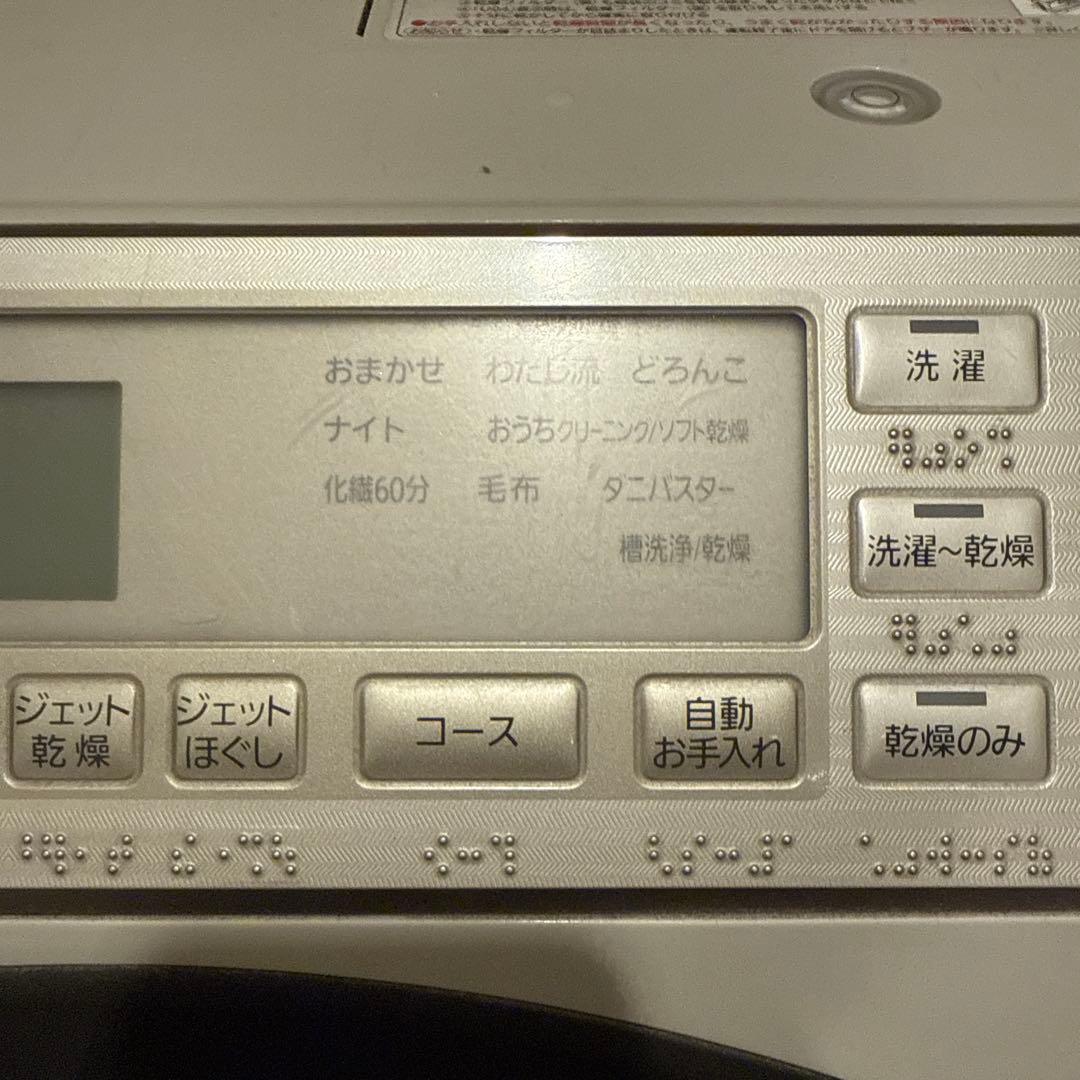 おまかせ わたし流 どろんこ
ナイト おうちクリーニング/ソフト乾燥
化繊60分 毛布 ダニバスター
槽洗浄/乾燥
洗濯
洗濯~乾燥
乾燥のみ
ジェット
乾燥
ジェット
ほぐし
コース
自動
お手入れ